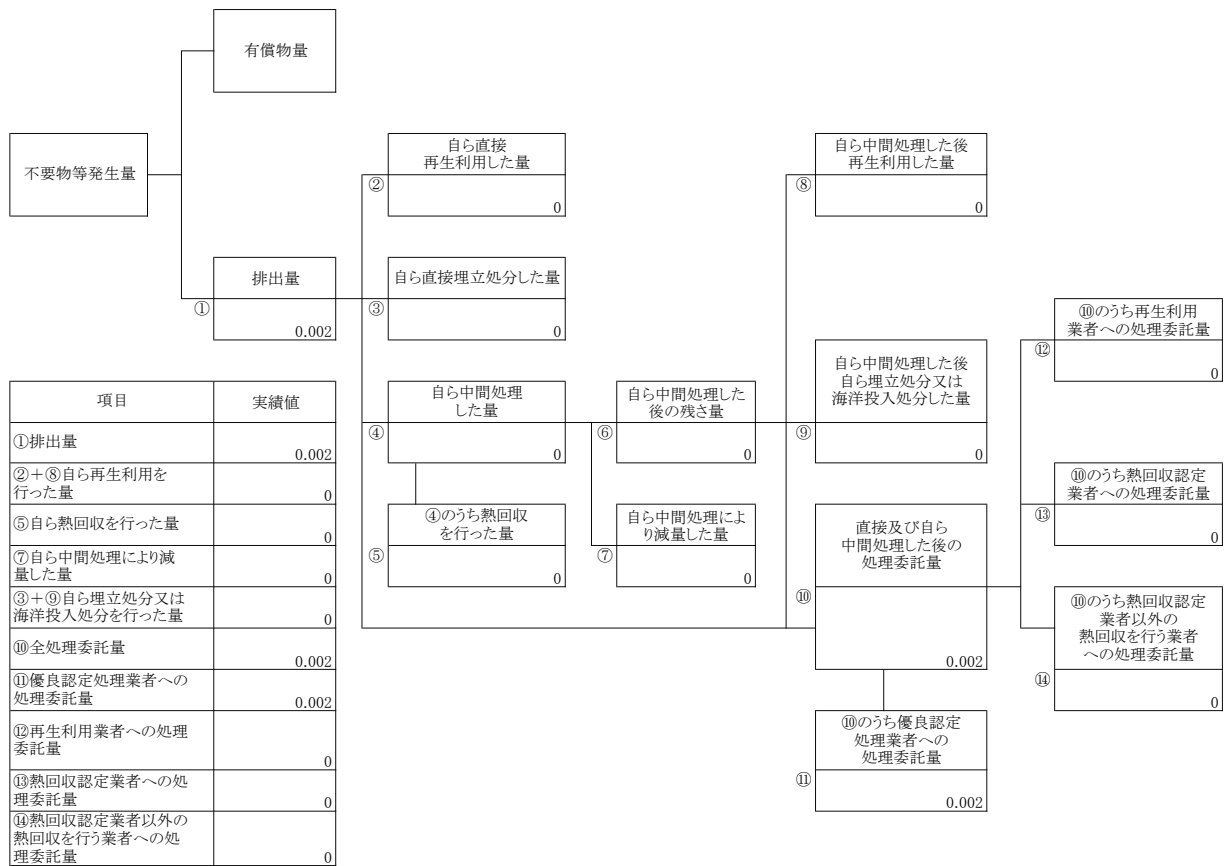 有償物量
不要物等発生量
自ら直接
再生利用した量
②
0
自ら中間処理した後
再生利用した量
⑧
0
排出量
①
0.002
自ら直接埋立処分した量
③
0
⑩のうち再生利用
業者への処理委託量
⑫
0
自ら中間処理
した量
④
0
自ら中間処理した
後の残さ量
⑥
0
自ら中間処理した後
自ら埋立処分又は
海洋投入処分した量
⑨
0
⑩のうち熱回収認定
業者への処理委託量
⑬
0
④のうち熱回収
を行った量
⑤
0
自ら中間処理によ
り減量した量
⑦
0
直接及び自ら
中間処理した後の
処理委託量
⑩
0.002
⑩のうち熱回収認定
業者以外の
熱回収を行う業者
への処理委託量
⑭
0
⑩のうち優良認定
処理業者への
処理委託量
⑪
0.002
項目 実績値
①排出量 0.002
②＋⑧自ら再生利用を
行った量 0
⑤自ら熱回収を行った量 0
⑦自ら中間処理により減
量した量 0
③＋⑨自ら埋立処分又は
海洋投入処分を行った量 0
⑩全処理委託量 0.002
⑪優良認定処理業者への
処理委託量 0.002
⑫再生利用業者への処理
委託量 0
⑬熱回収認定業者への処
理委託量 0
⑭熱回収認定業者以外の
熱回収を行う業者への処
理委託量 0